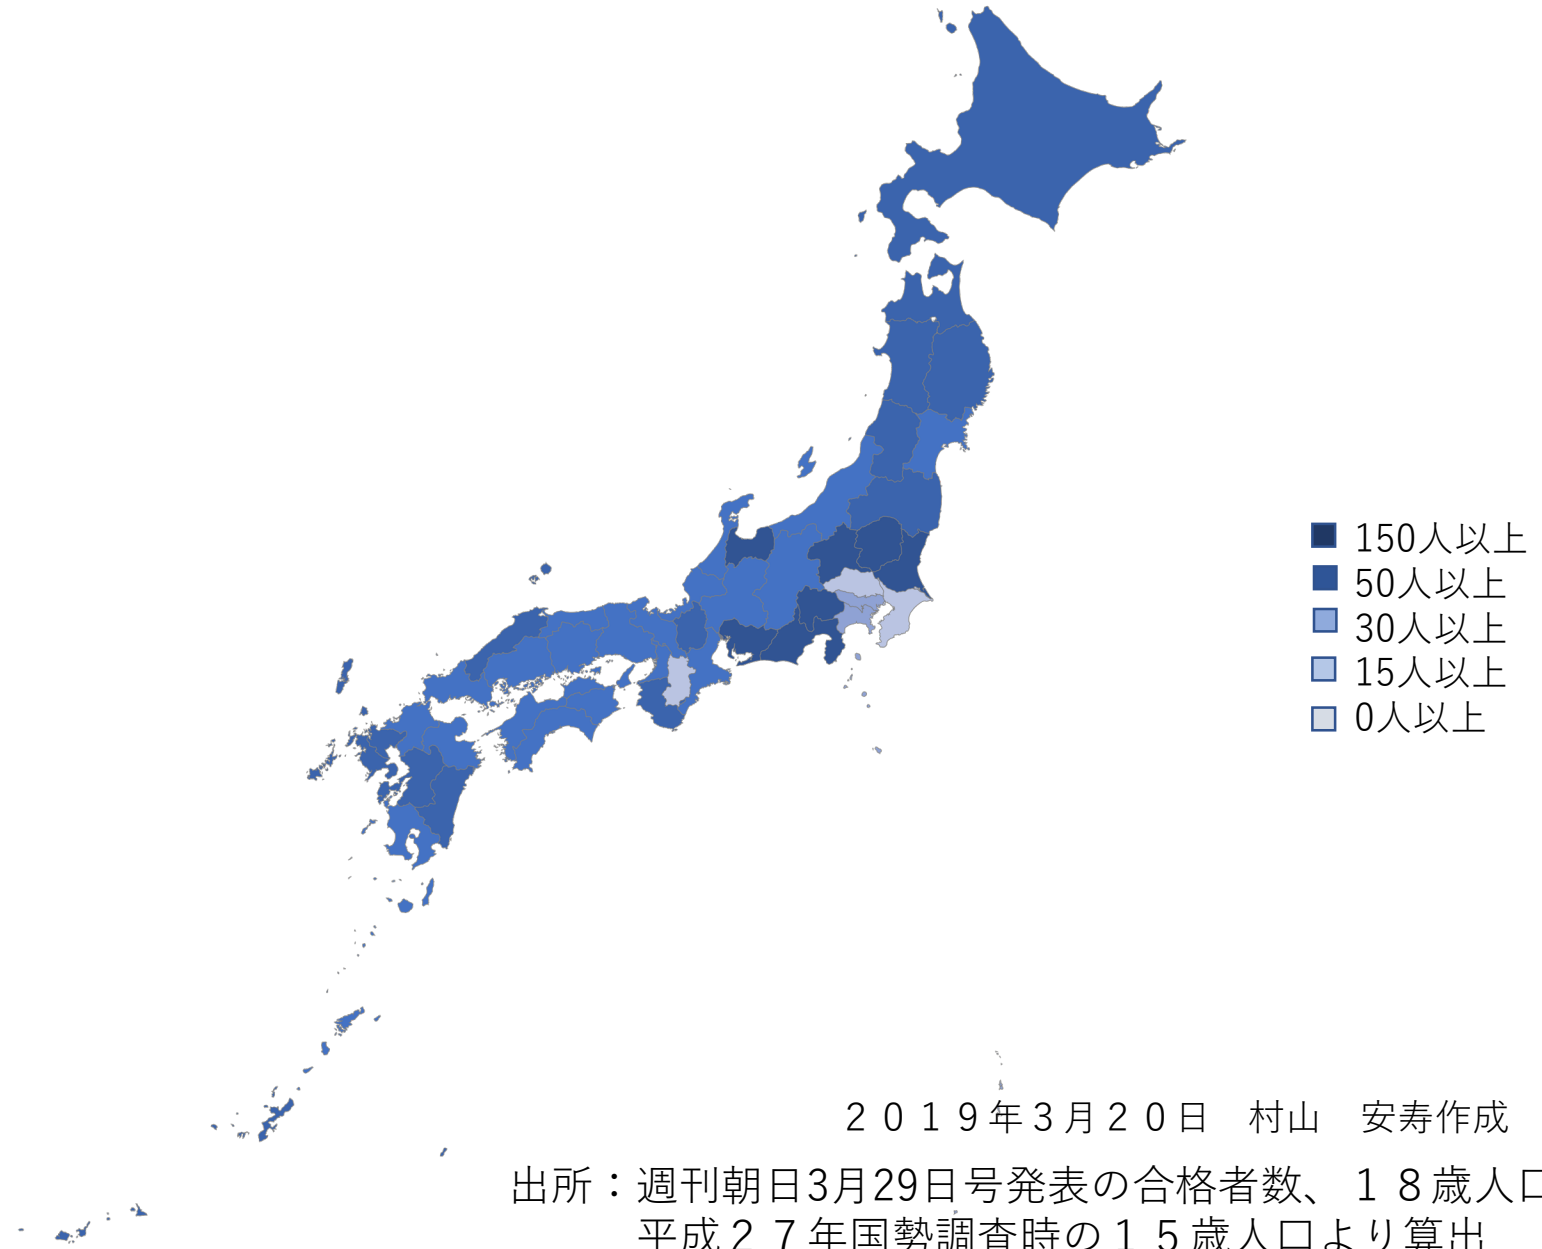 150人以上
50人以上
30人以上
15人以上
0人以上
２０１９年３月２０日　村山　安寿作成
出所：週刊朝日3月29日号発表の合格者数、１８歳人口
平成２７年国勢調査時の１５歳人口より算出